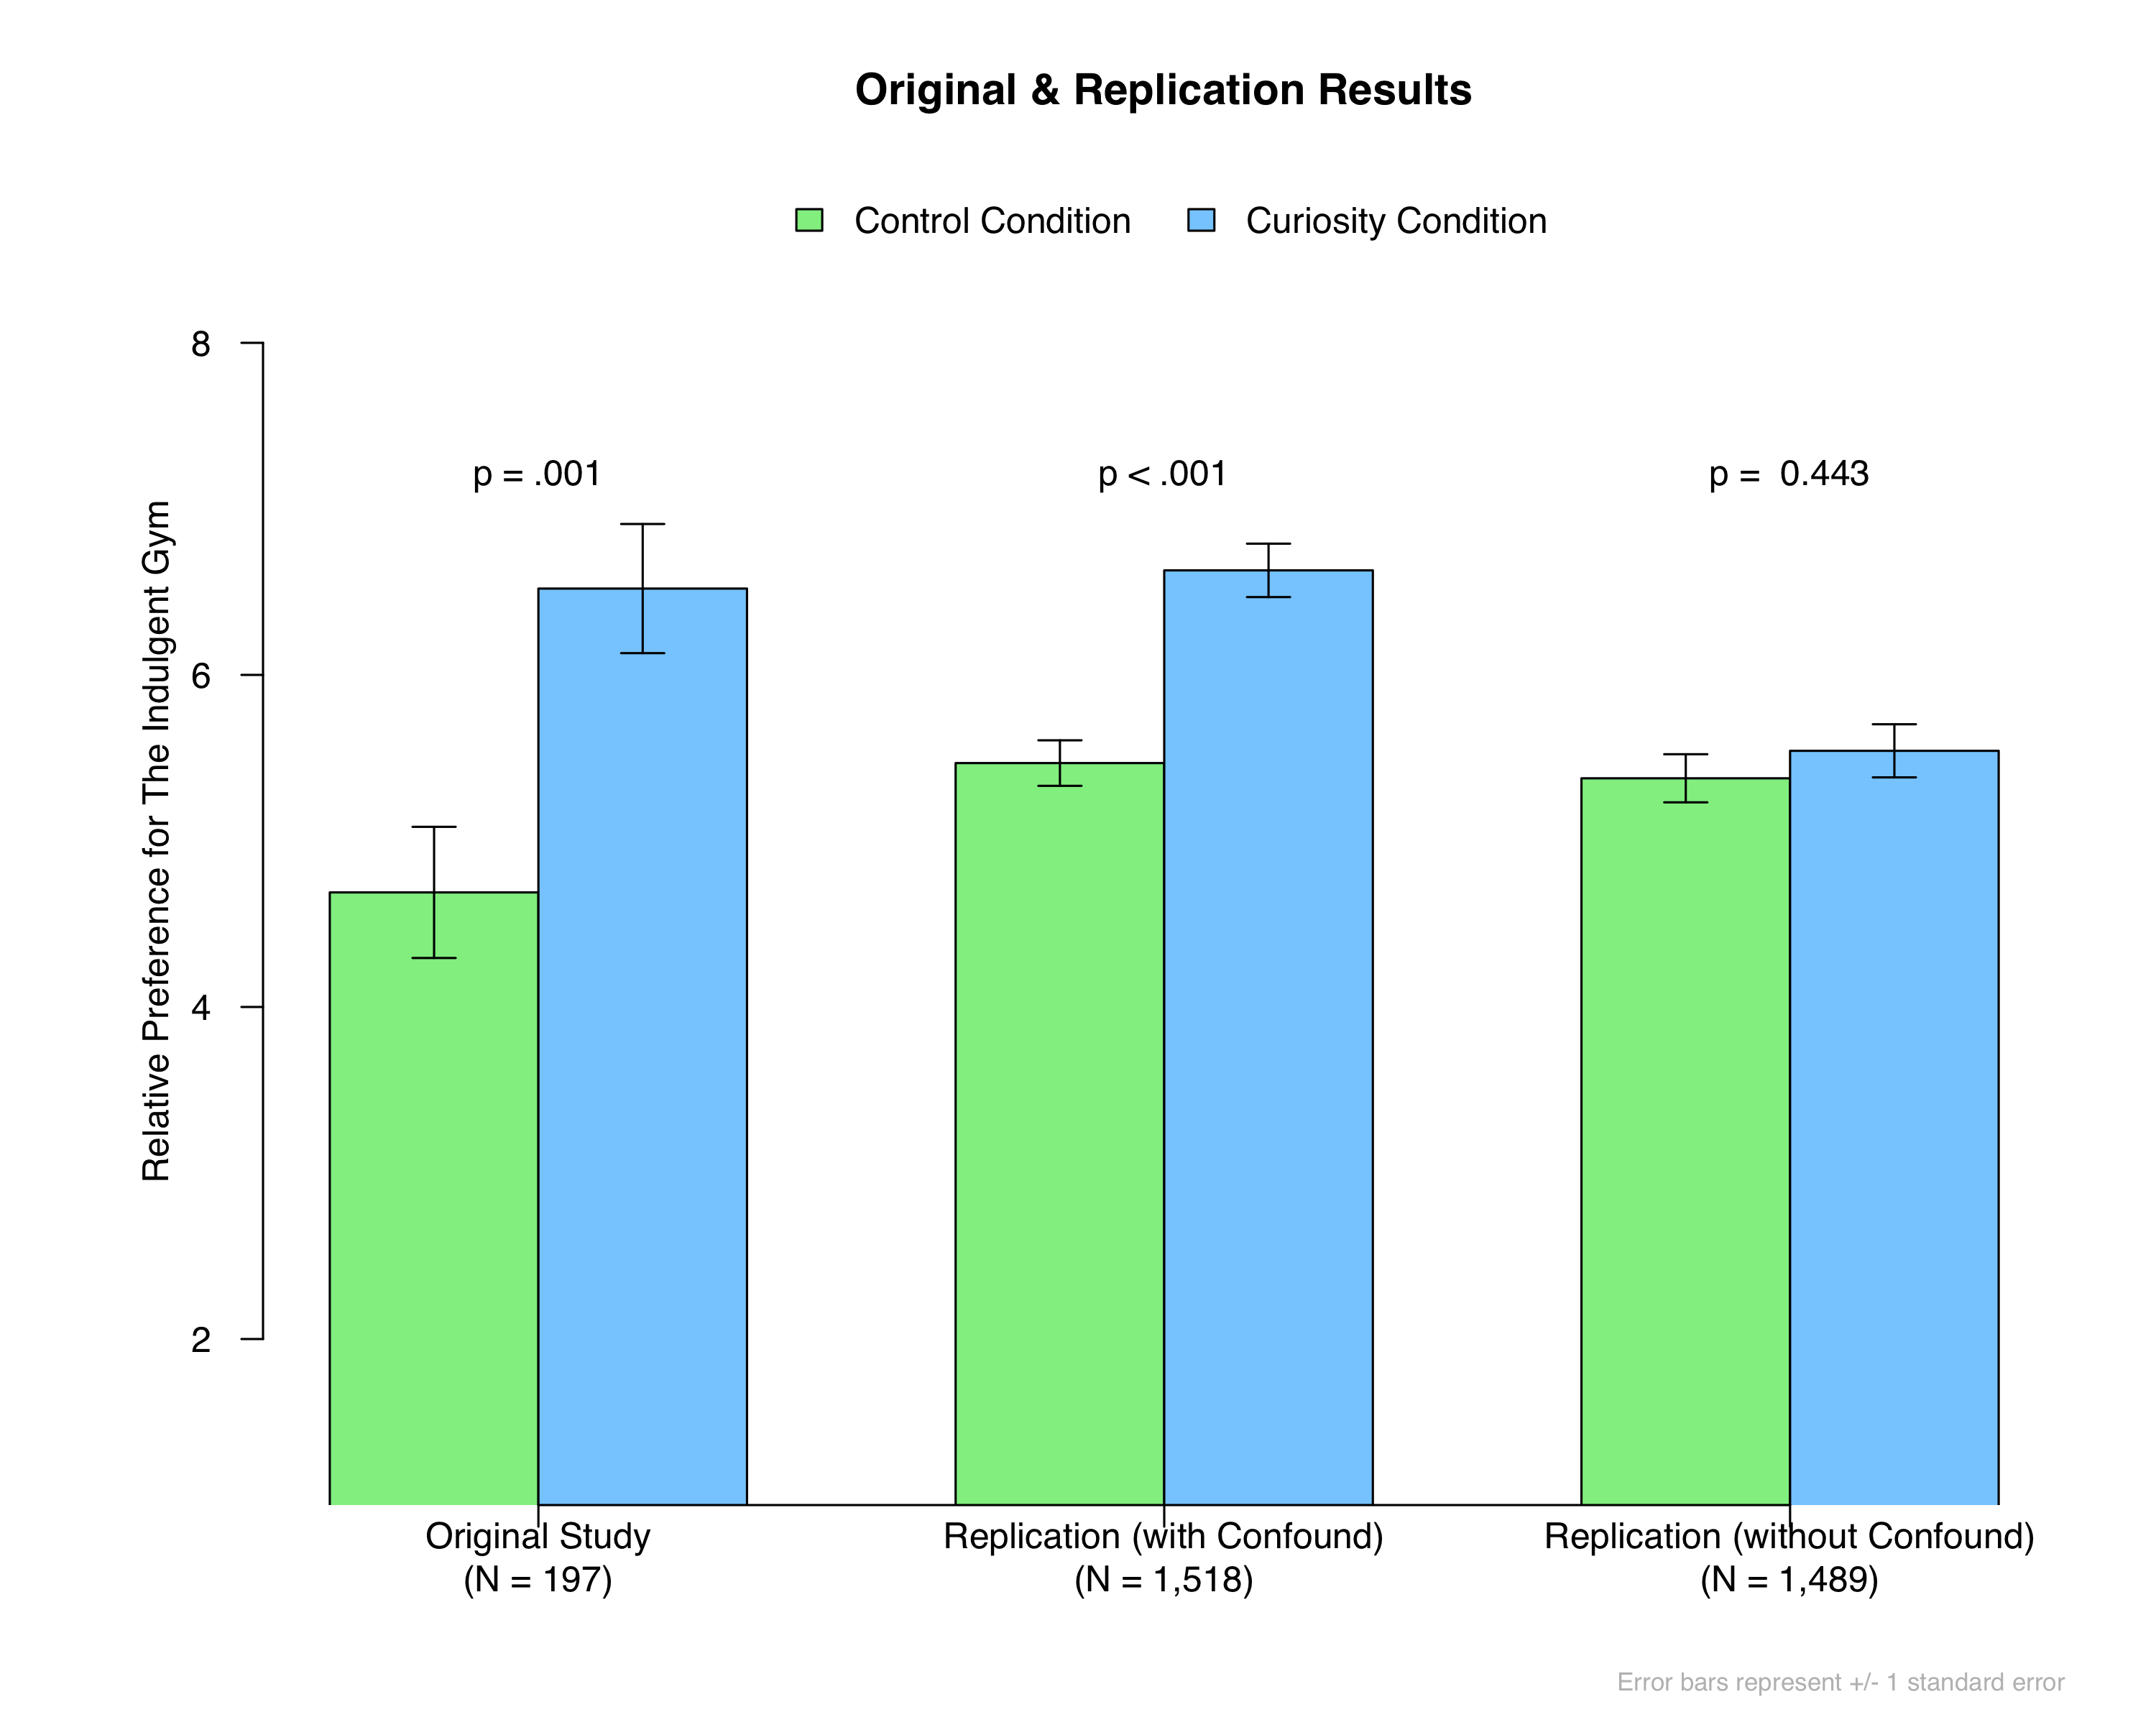 Original & Replication Results
Control Condition
Curiosity Condition
Relative Preference for The Indulgent Gym
8
6
4
2
p = .001
p < .001
p =  0.443
Original Study
(N = 197)
Replication (with Confound)
(N = 1,518)
Replication (without Confound)
(N = 1,489)
Error bars represent +/- 1 standard error